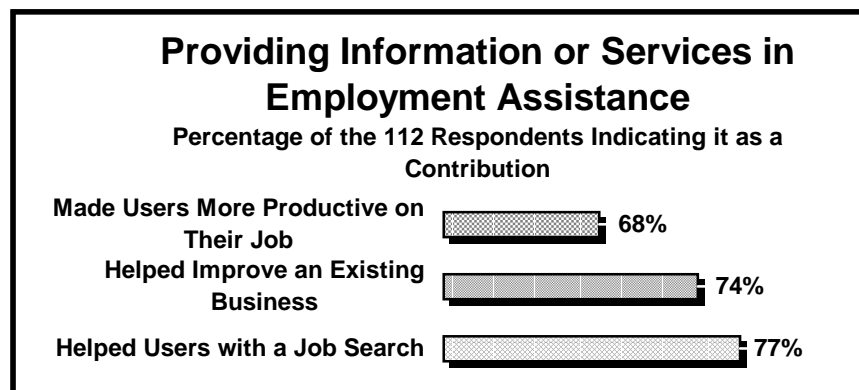 Providing Information or Services in
Employment Assistance
Percentage of the 112 Respondents Indicating it as a
Contribution
Made Users More Productive on
Their Job
68%
Helped Improve an Existing
Business
74%
Helped Users with a Job Search
77%